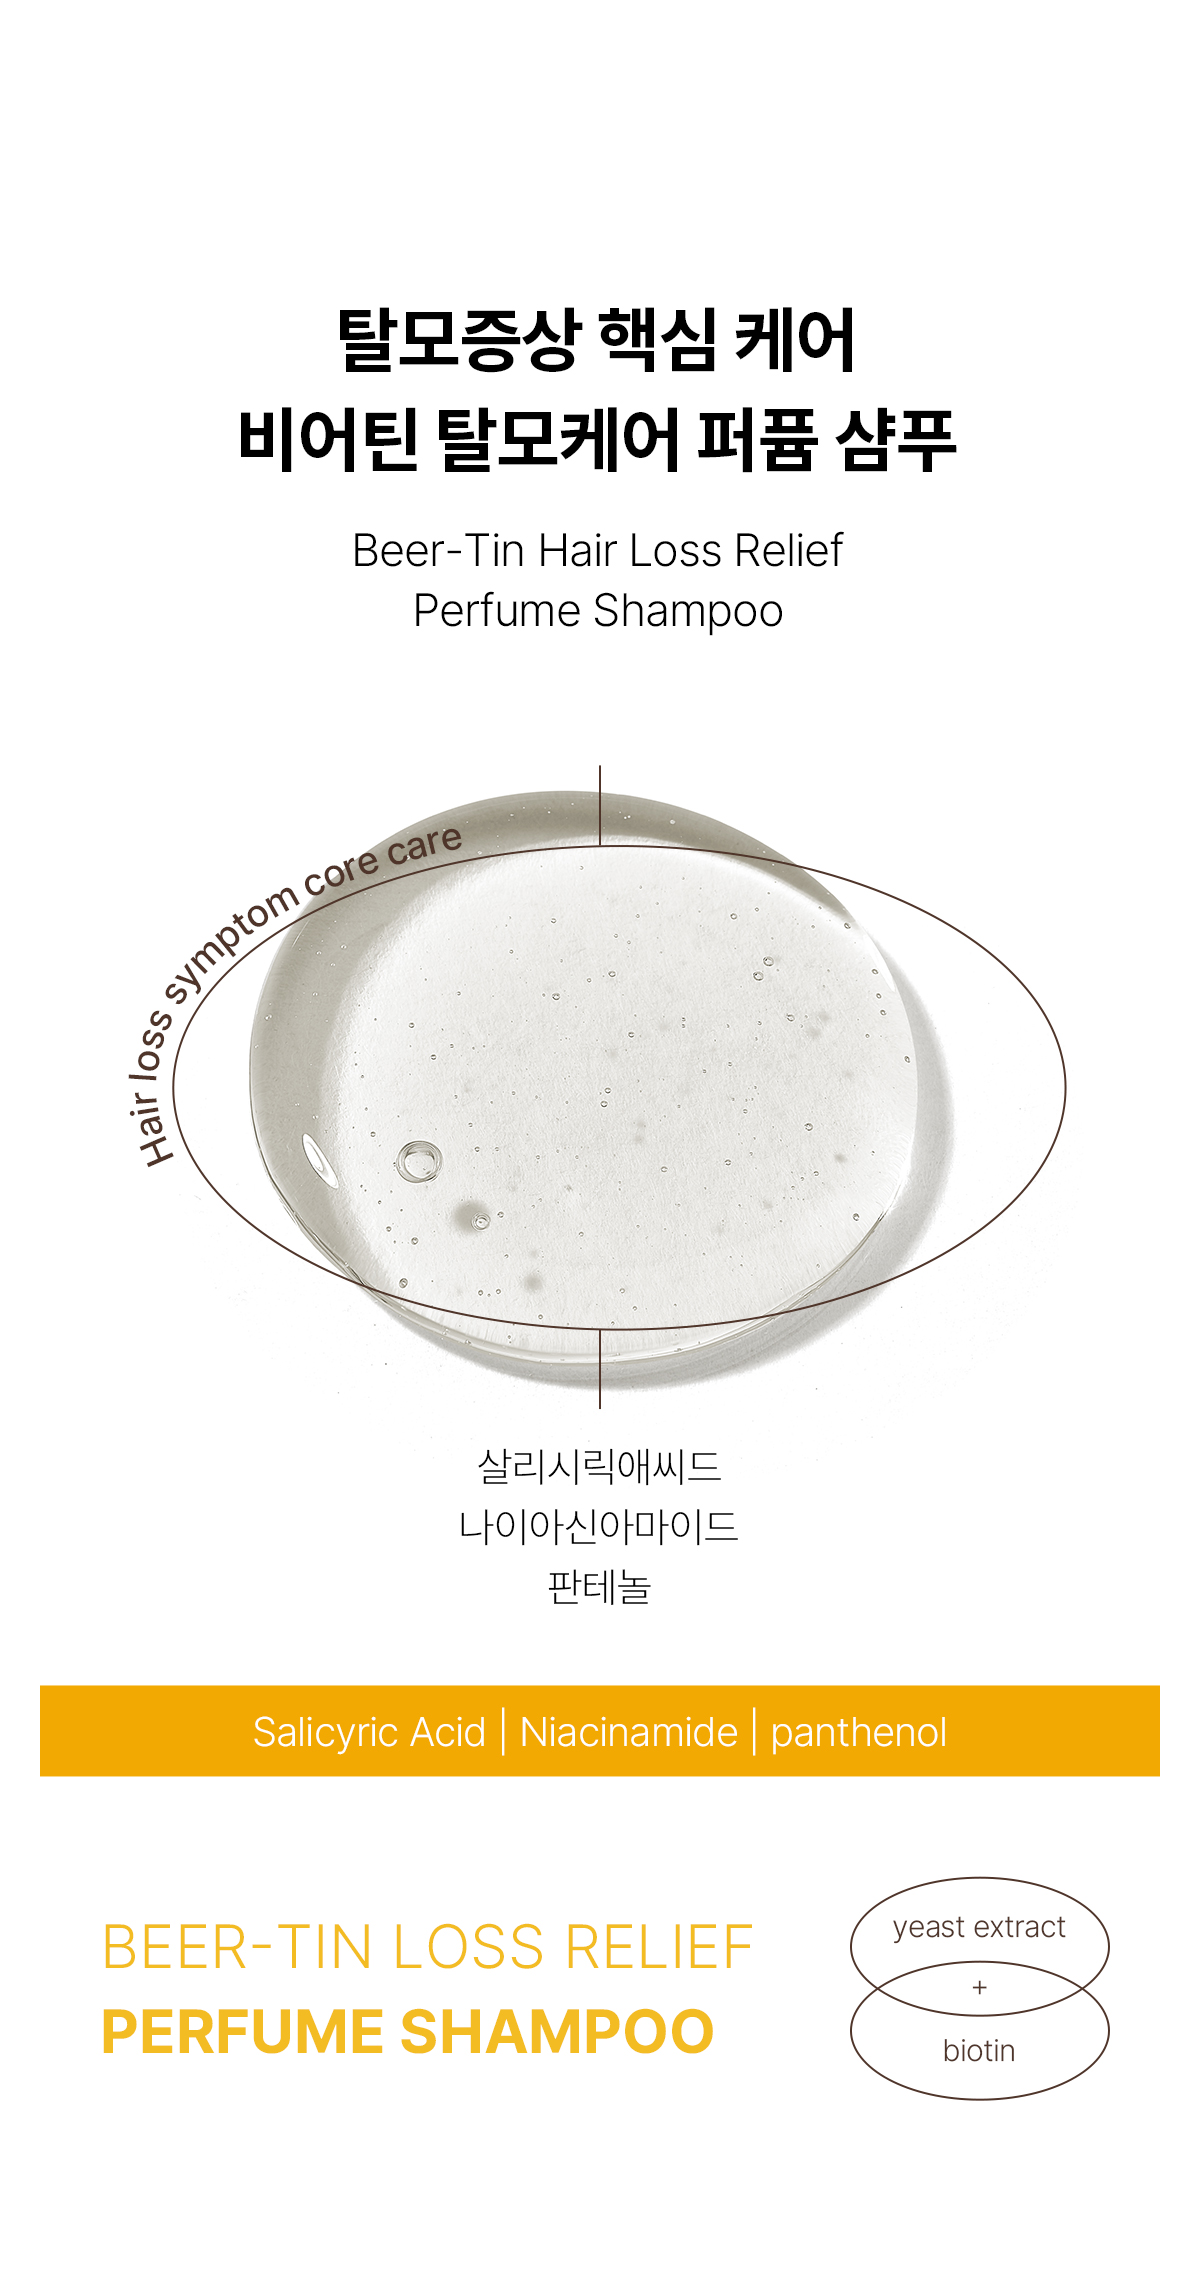 탈모증상 핵심 케어
비어틴 탈모케어 퍼퓸 샴푸
Beer-Tin Hair Loss Relief
Perfume Shampoo
Hair loss symptom core care
살리시릭애씨드
나이아신아마이드
판테놀
Salicyric Acid | Niacinamide | panthenol
BEER-TIN LOSS RELIEF
PERFUME SHAMPOO
yeast extract
+
biotin